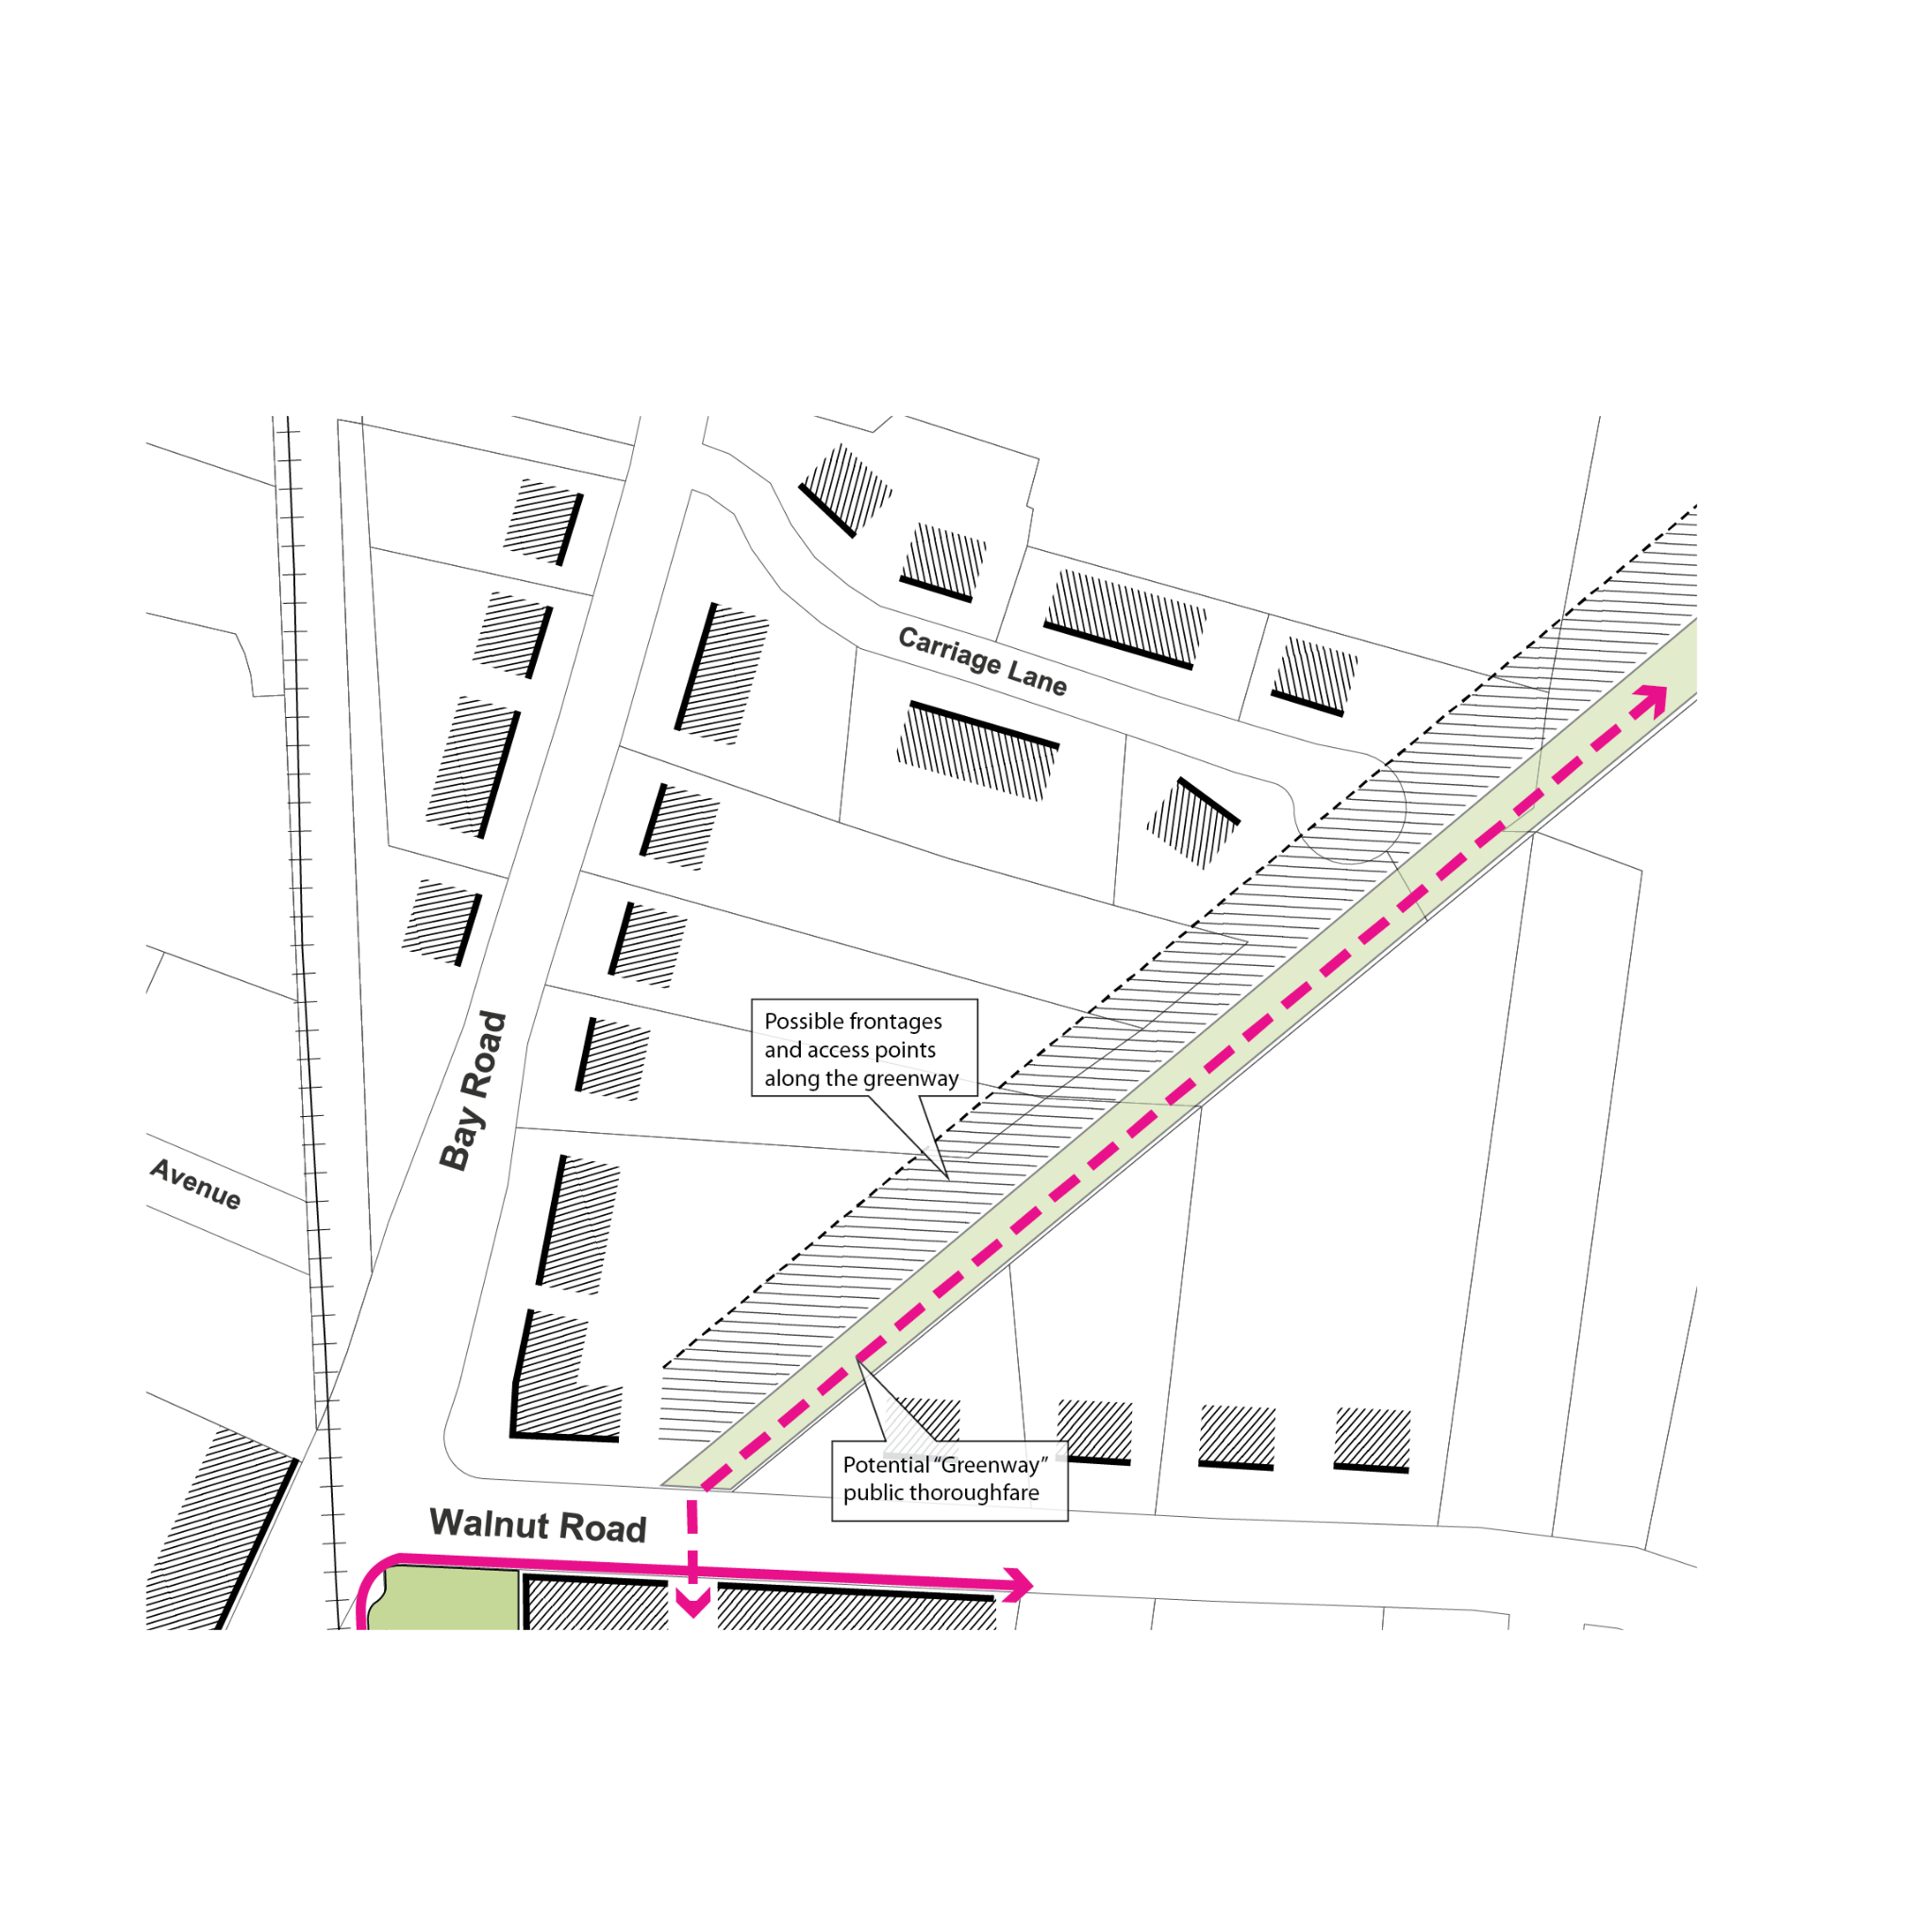 Carriage Lane
Possible frontages
and access points
along the greenway
Bay Road
Avenue
Potential “Greenway”
public thoroughfare
Walnut Road